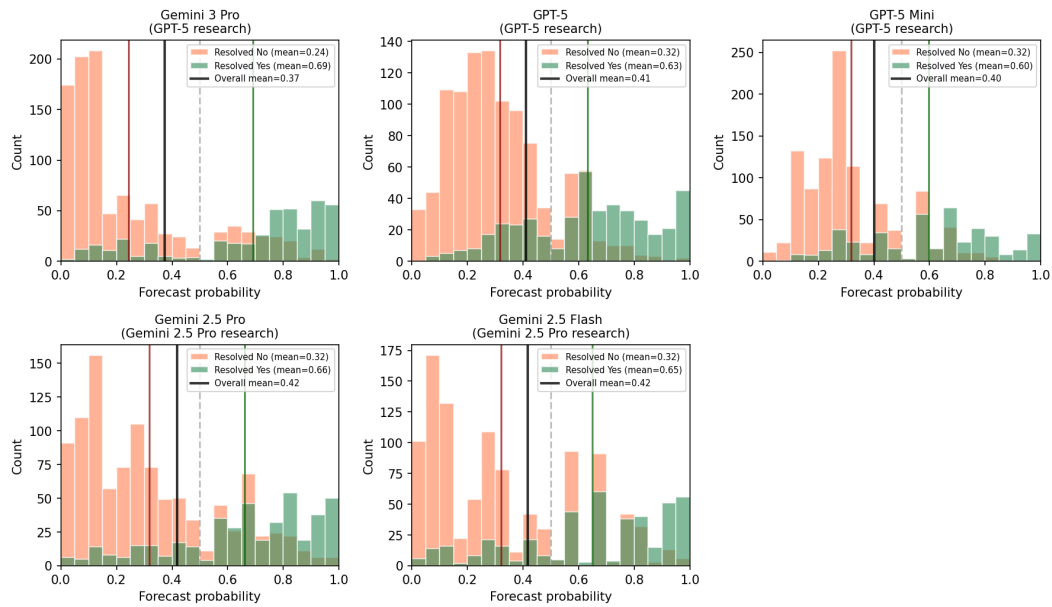 Gemini 3 Pro
(GPT-5 research)
200
150
100
50
0
Count
0.0 0.2 0.4 0.6 0.8 1.0
Forecast probability
Resolved No (mean=0.24)
Resolved Yes (mean=0.69)
Overall mean=0.37
GPT-5
(GPT-5 research)
140
120
100
80
60
40
20
0
Count
0.0 0.2 0.4 0.6 0.8 1.0
Forecast probability
Resolved No (mean=0.32)
Resolved Yes (mean=0.63)
Overall mean=0.41
GPT-5 Mini
(GPT-5 research)
250
200
150
100
50
0
Count
0.0 0.2 0.4 0.6 0.8 1.0
Forecast probability
Resolved No (mean=0.32)
Resolved Yes (mean=0.60)
Overall mean=0.40
Gemini 2.5 Pro
(Gemini 2.5 Pro research)
150
125
100
75
50
25
0
Count
0.0 0.2 0.4 0.6 0.8 1.0
Forecast probability
Resolved No (mean=0.32)
Resolved Yes (mean=0.66)
Overall mean=0.42
Gemini 2.5 Flash
(Gemini 2.5 Pro research)
175
150
125
100
75
50
25
0
Count
0.0 0.2 0.4 0.6 0.8 1.0
Forecast probability
Resolved No (mean=0.32)
Resolved Yes (mean=0.65)
Overall mean=0.42